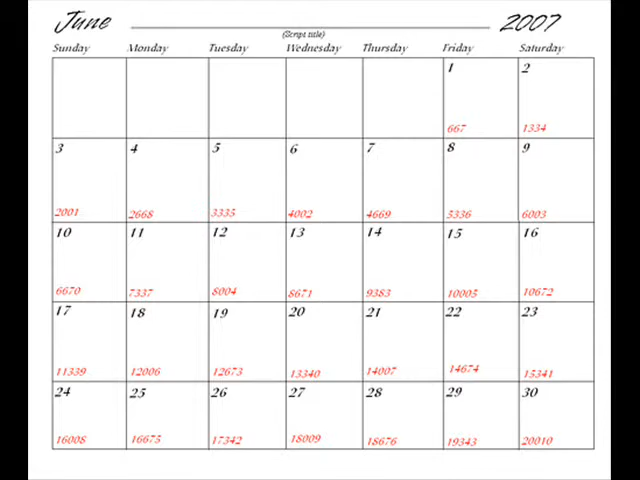 June 2007
(Script title)
Sunday Monday Tuesday Wednesday Thursday Friday Saturday
1 2
667 1334
3 4 5 6 7 8 9
2001 2668 3335 4002 4669 5336 6003
10 11 12 13 14 15 16
6670 7337 8004 8671 9383 10005 10672
17 18 19 20 21 22 23
11339 12006 12673 13340 14007 14674 15341
24 25 26 27 28 29 30
16008 16675 17342 18009 18676 19343 20010